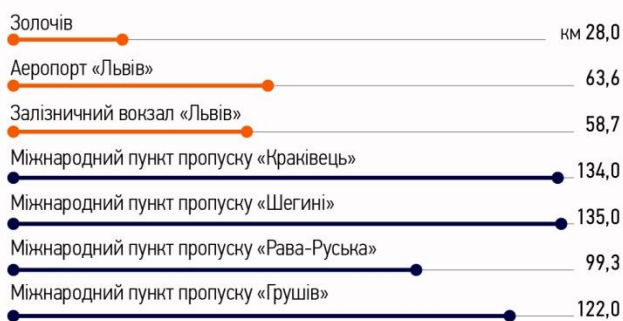 Золочів
км 28,0
Аеропорт «Львів»
63,6
Залізничний вокзал «Львів»
58,7
Міжнародний пункт пропуску «Краківець»
134,0
Міжнародний пункт пропуску «Шегині»
135,0
Міжнародний пункт пропуску «Рава-Руська»
99,3
Міжнародний пункт пропуску «Грушів»
122,0